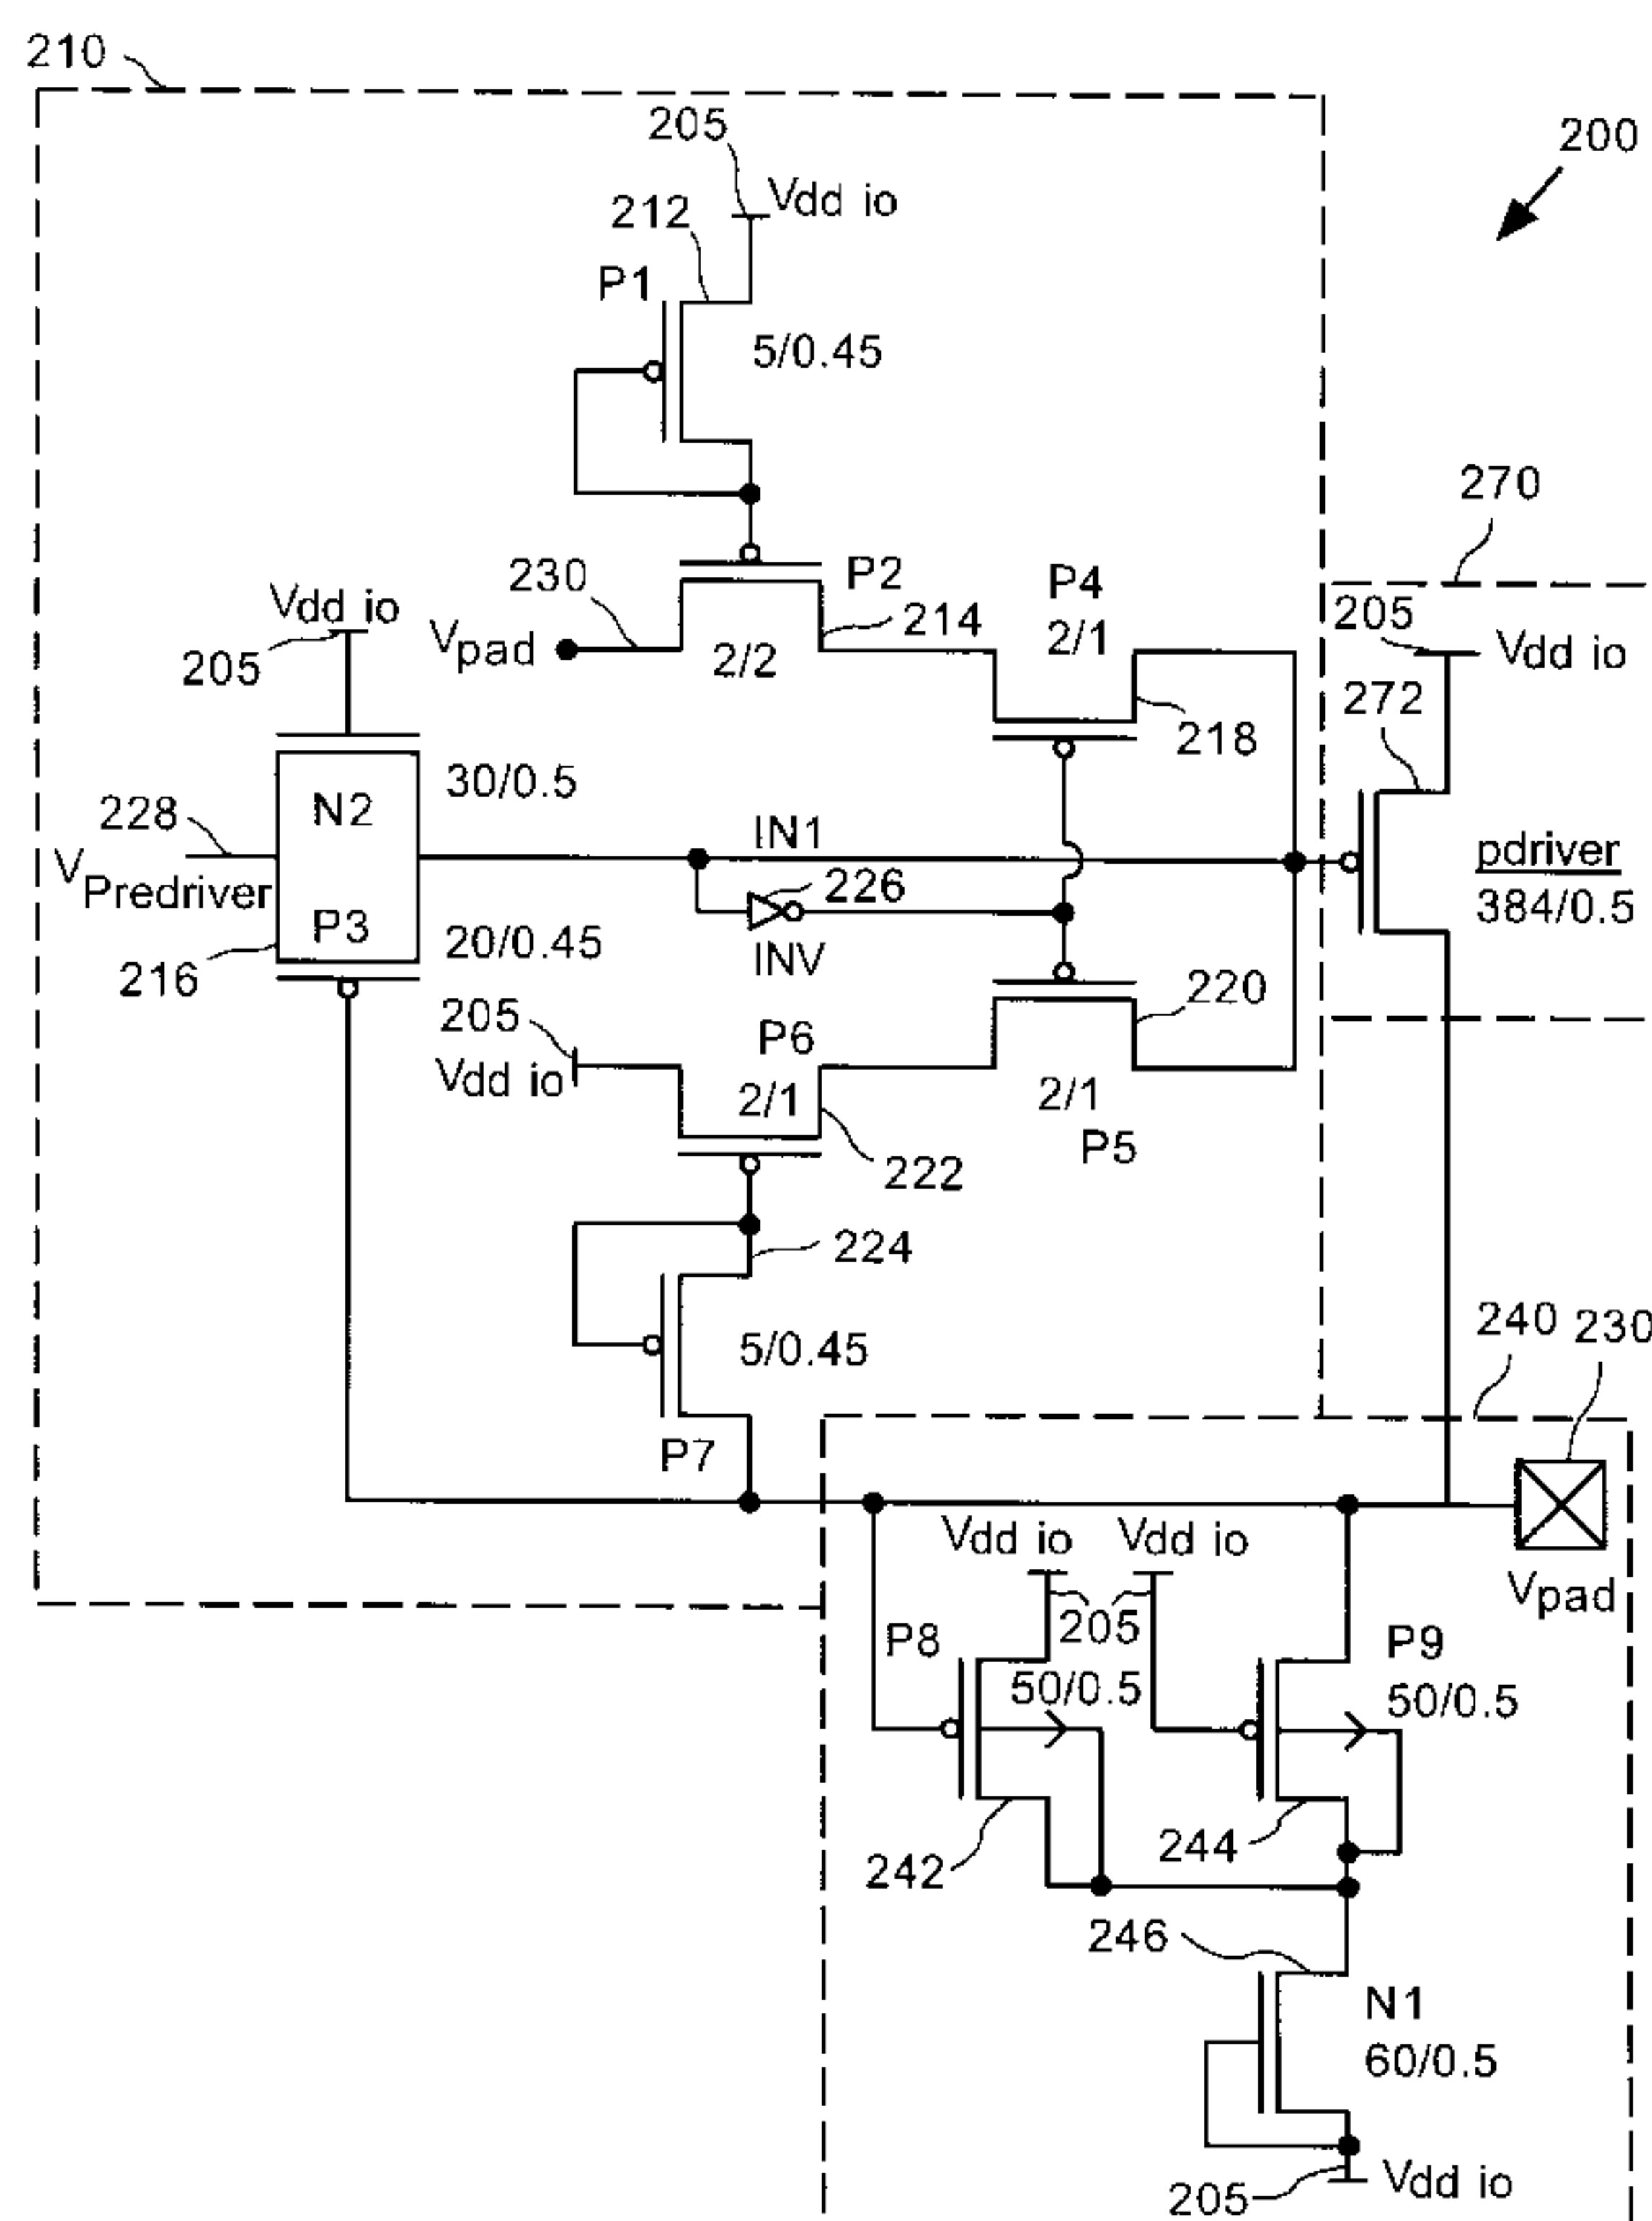 210
200
205
Vdd io
212
P1
5/0.45
270
230
P2
P4
205
Vdd io
Vdd io
Vpad
214
2/1
205
2/2
272
218
30/0.5
N2
228
IN1
VPredriver
226
pdriver
384/0.5
P3
20/0.45
216
INV
220
205
P6
Vdd io
2/1
2/1
P5
222
224
240
230
5/0.45
P7
Vdd io
Vdd io
Vpad
205
P8
P9
50/0.5
50/0.5
242
244
246
N1
60/0.5
205
Vdd io